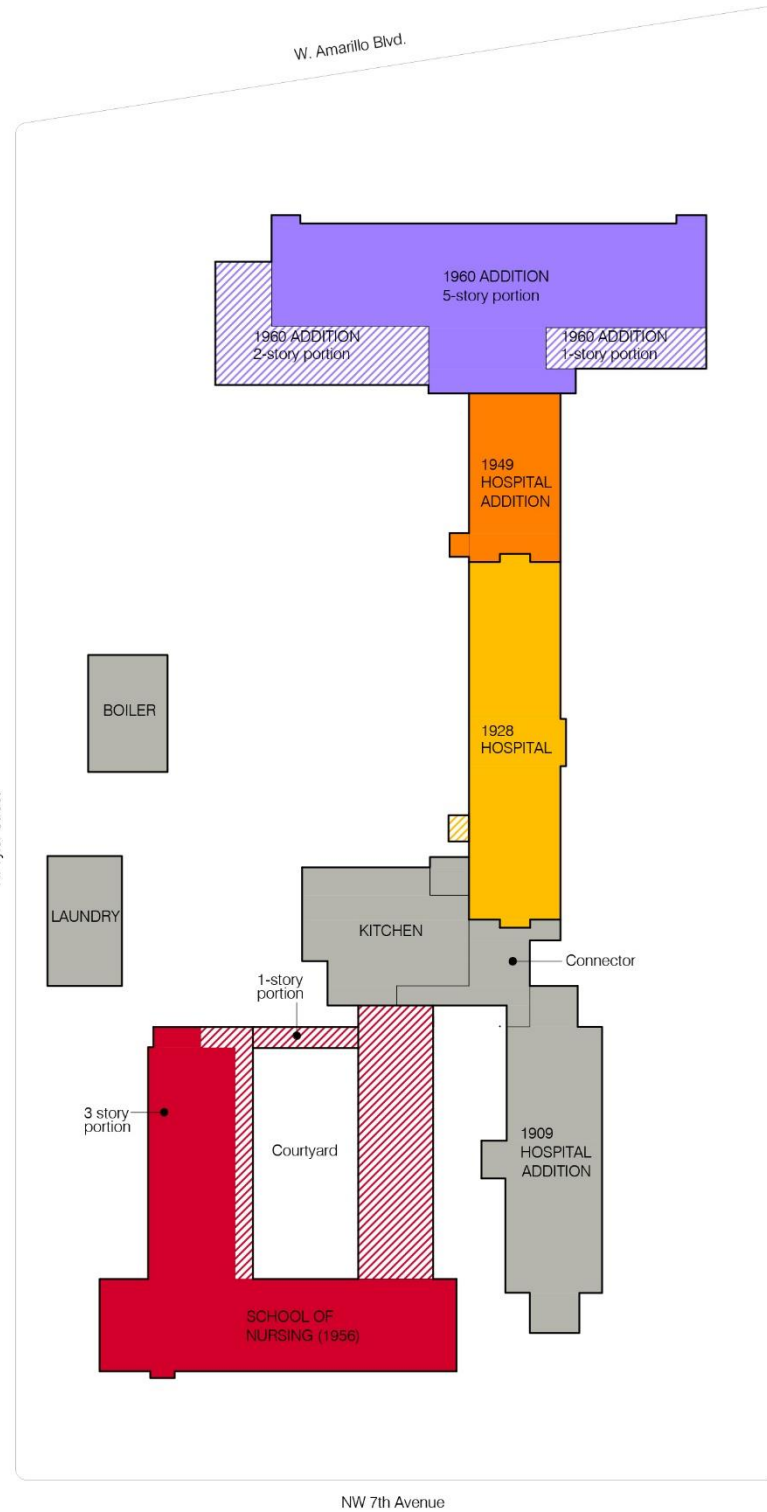 W. Amarillo Blvd.
1960 ADDITION
5-story portion
1960 ADDITION
2-story portion
1960 ADDITION
1-story portion
1949
HOSPITAL
ADDITION
BOILER
1928
HOSPITAL
LAUNDRY
KITCHEN
Connector
1-story
portion
3 story
portion
Courtyard
1909
HOSPITAL
ADDITION
SCHOOL OF
NURSING (1956)
NW 7th Avenue